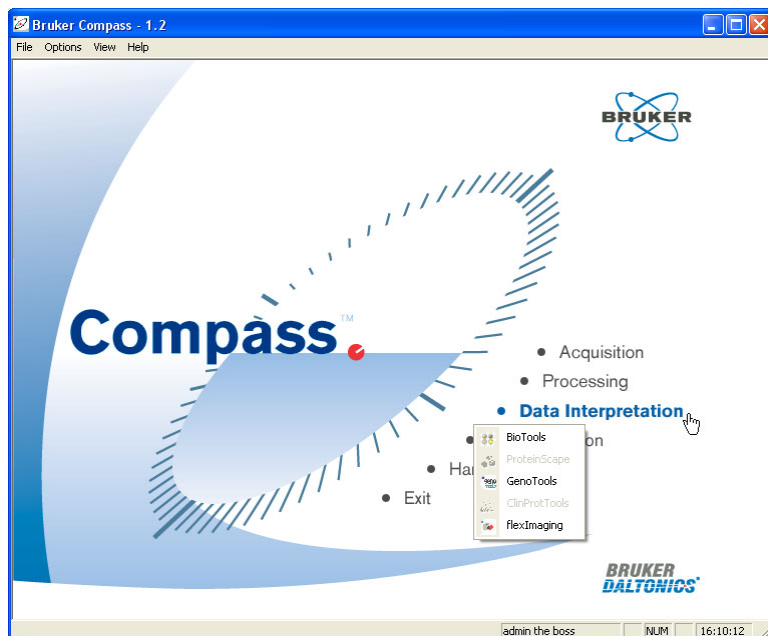 Bruker Compass - 1.2
File Options View Help
BRUKER
Compass™
Acquisition
Processing
Data Interpretation
BioTools
ProteinScape
GenoTools
ClinProtTools
flexImaging
Exit
BRUKER
DALTONICS
admin the boss NUM 16:10:12